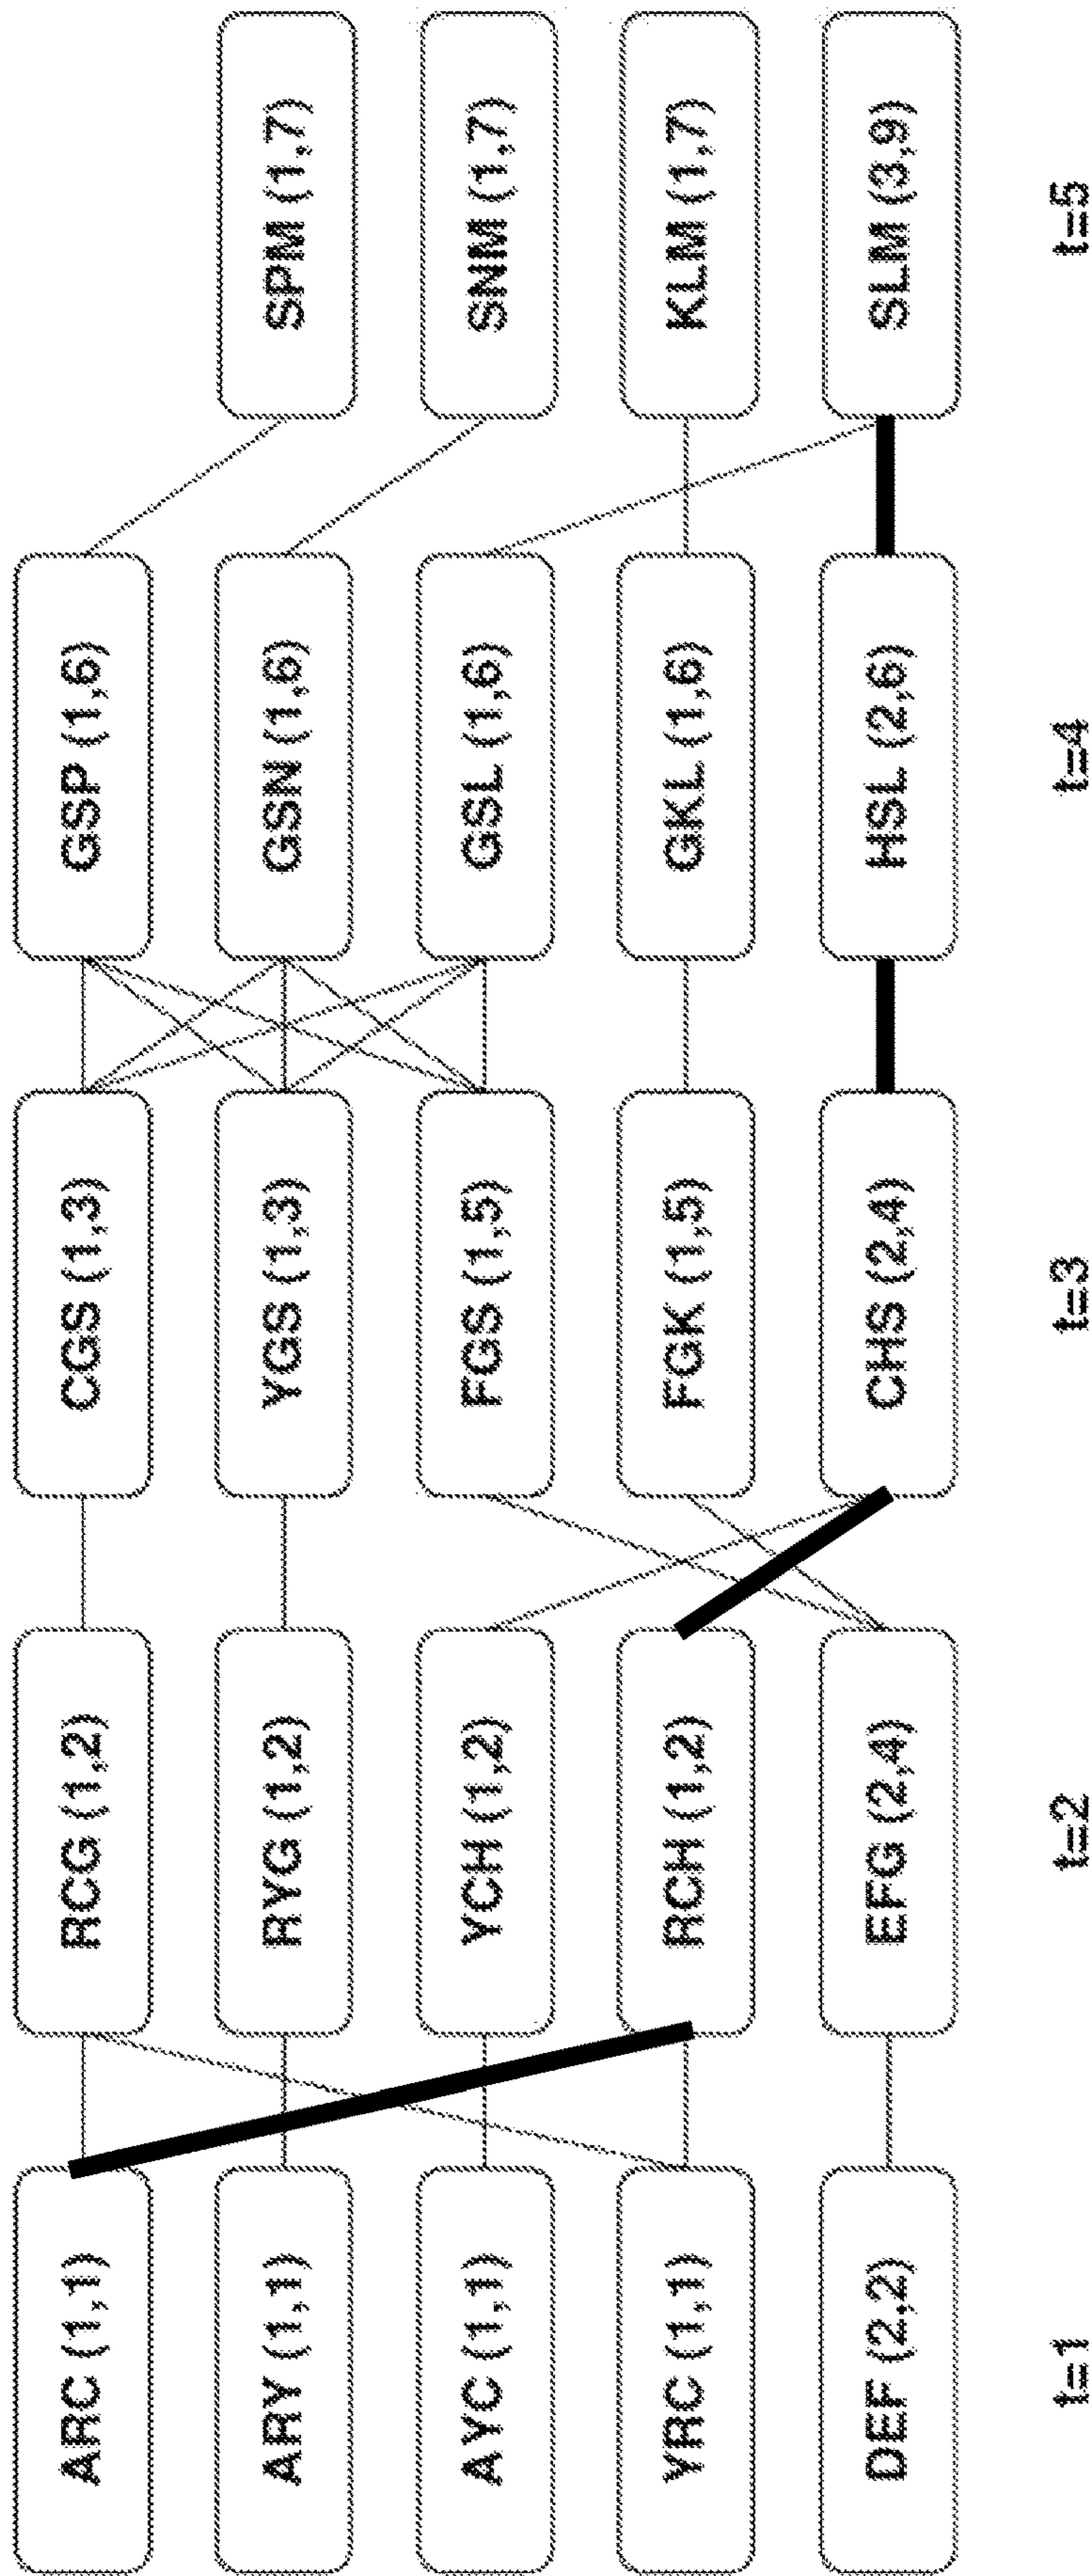 ARC (1,1)
ARY (1,1)
AYC (1,1)
YRC (1,1)
DEF (2,2)
t=1
RCG (1,2)
RYG (1,2)
YCH (1,2)
RCH (1,2)
EFG (2,4)
t=2
CGS (1,3)
YGS (1,3)
FGS (1,5)
FGK (1,5)
CHS (2,4)
t=3
GSP (1,6)
GSN (1,6)
GSL (1,6)
GKL (1,6)
HSL (2,6)
t=4
SPM (1,7)
SNM (1,7)
KLM (1,7)
SLM (3,9)
t=5